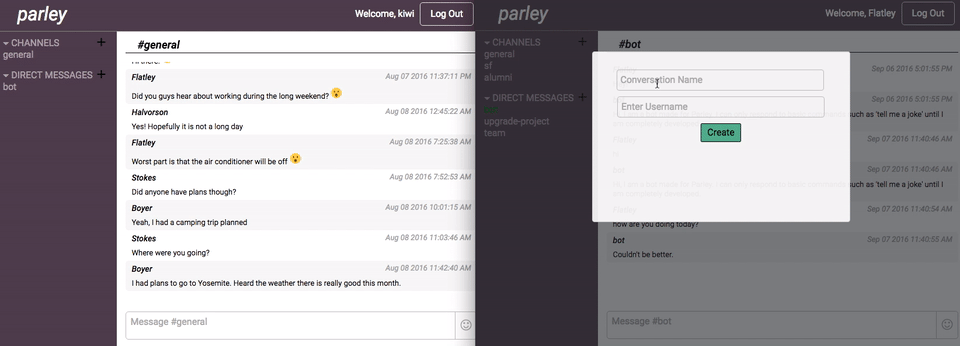 parley
Welcome, kiwi
Log Out
CHANNELS
general
DIRECT MESSAGES
bot
#general
Flatley Aug 07 2016 11:37:11 PM
Did you guys hear about working during the long weekend? 😮
Halvorson Aug 08 2016 12:45:22 AM
Yes! Hopefully it is not a long day
Flatley Aug 08 2016 7:25:38 AM
Worst part is that the air conditioner will be off 😮
Stokes Aug 08 2016 7:52:53 AM
Did anyone have plans though?
Boyer Aug 08 2016 10:01:15 AM
Yeah, I had a camping trip planned
Stokes Aug 08 2016 11:03:46 AM
Where were you going?
Boyer Aug 08 2016 11:42:40 AM
I had plans to go to Yosemite. Heard the weather there is really good this month.
Message #general
parley
Welcome, Flatley
Log Out
CHANNELS
general
sf
alumni
DIRECT MESSAGES
upgrade-project
team
#bot
Sep 06 2016 5:01:55 PM
Sep 06 2016 5:01:55 PM
such as 'tell me a joke' until I
Sep 07 2016 11:40:46 AM
Sep 07 2016 11:40:46 AM
such as 'tell me a joke' until I
Sep 07 2016 11:40:54 AM
how are you doing today?
bot Sep 07 2016 11:40:55 AM
Couldn't be better.
Message #bot
Conversation Name
Enter Username
Create